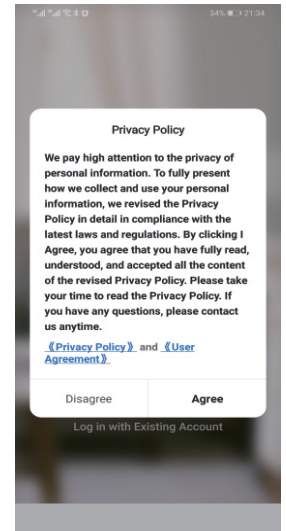 34% 21:34
Privacy Policy
We pay high attention to the privacy of
personal information. To fully present
how we collect and use your personal
information, we revised the Privacy
Policy in detail in compliance with the
latest laws and regulations. By clicking I
Agree, you agree that you have fully read,
understood, and accepted all the content
of the revised Privacy Policy. Please take
your time to read the Privacy Policy. If
you have any questions, please contact
us anytime.
《Privacy Policy》 and 《User
Agreement》
Disagree Agree
Log in with Existing Account